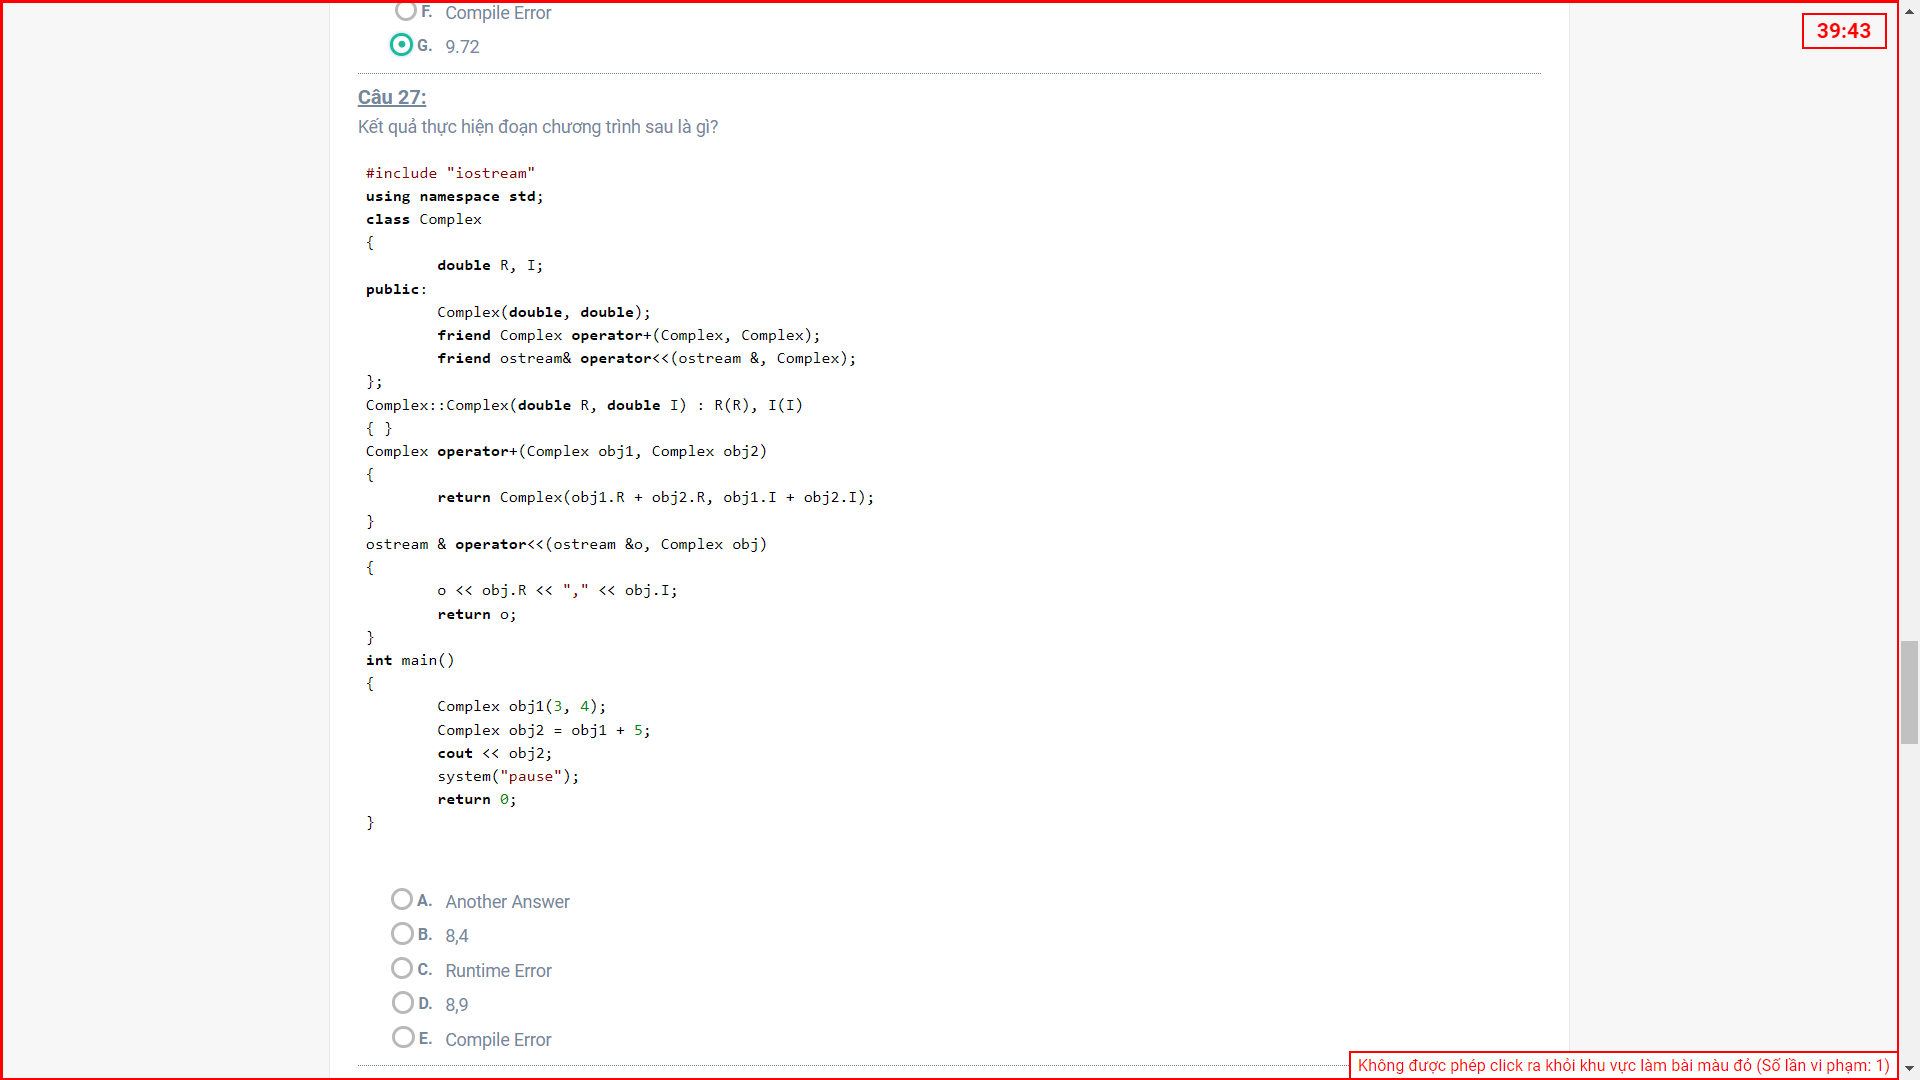 F. Compile Error
39:43
G. 9.72
Câu 27:
Kết quả thực hiện đoạn chương trình sau là gì?
#include "iostream"
using namespace std;
class Complex
{
        double R, I;
public:
        Complex(double, double);
        friend Complex operator+(Complex, Complex);
        friend ostream& operator<<(ostream &, Complex);
};
Complex::Complex(double R, double I) : R(R), I(I)
{ }
Complex operator+(Complex obj1, Complex obj2)
{
        return Complex(obj1.R + obj2.R, obj1.I + obj2.I);
}
ostream & operator<<(ostream &o, Complex obj)
{
        o << obj.R << "," << obj.I;
        return o;
}
int main()
{
        Complex obj1(3, 4);
        Complex obj2 = obj1 + 5;
        cout << obj2;
        system("pause");
        return 0;
}
A. Another Answer
B. 8,4
C. Runtime Error
D. 8,9
E. Compile Error
Không được phép click ra khỏi khu vực làm bài màu đỏ (Số lần vi phạm: 1)